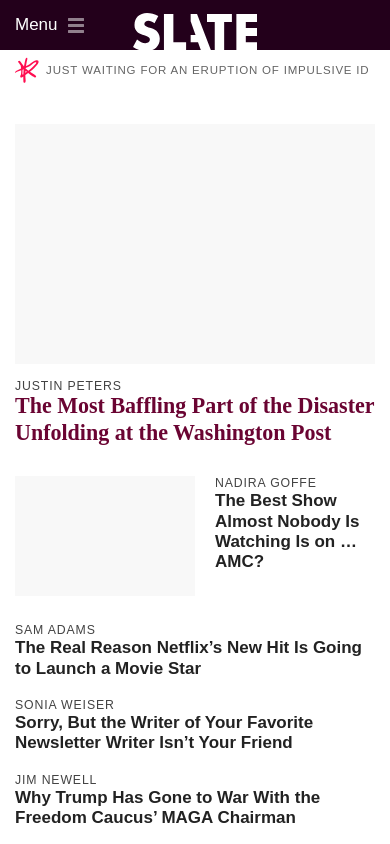 Menu
SLATE
JUST WAITING FOR AN ERUPTION OF IMPULSIVE ID
JUSTIN PETERS
The Most Baffling Part of the Disaster
Unfolding at the Washington Post
NADIRA GOFFE
The Best Show
Almost Nobody Is
Watching Is on …
AMC?
SAM ADAMS
The Real Reason Netflix’s New Hit Is Going
to Launch a Movie Star
SONIA WEISER
Sorry, But the Writer of Your Favorite
Newsletter Writer Isn’t Your Friend
JIM NEWELL
Why Trump Has Gone to War With the
Freedom Caucus’ MAGA Chairman